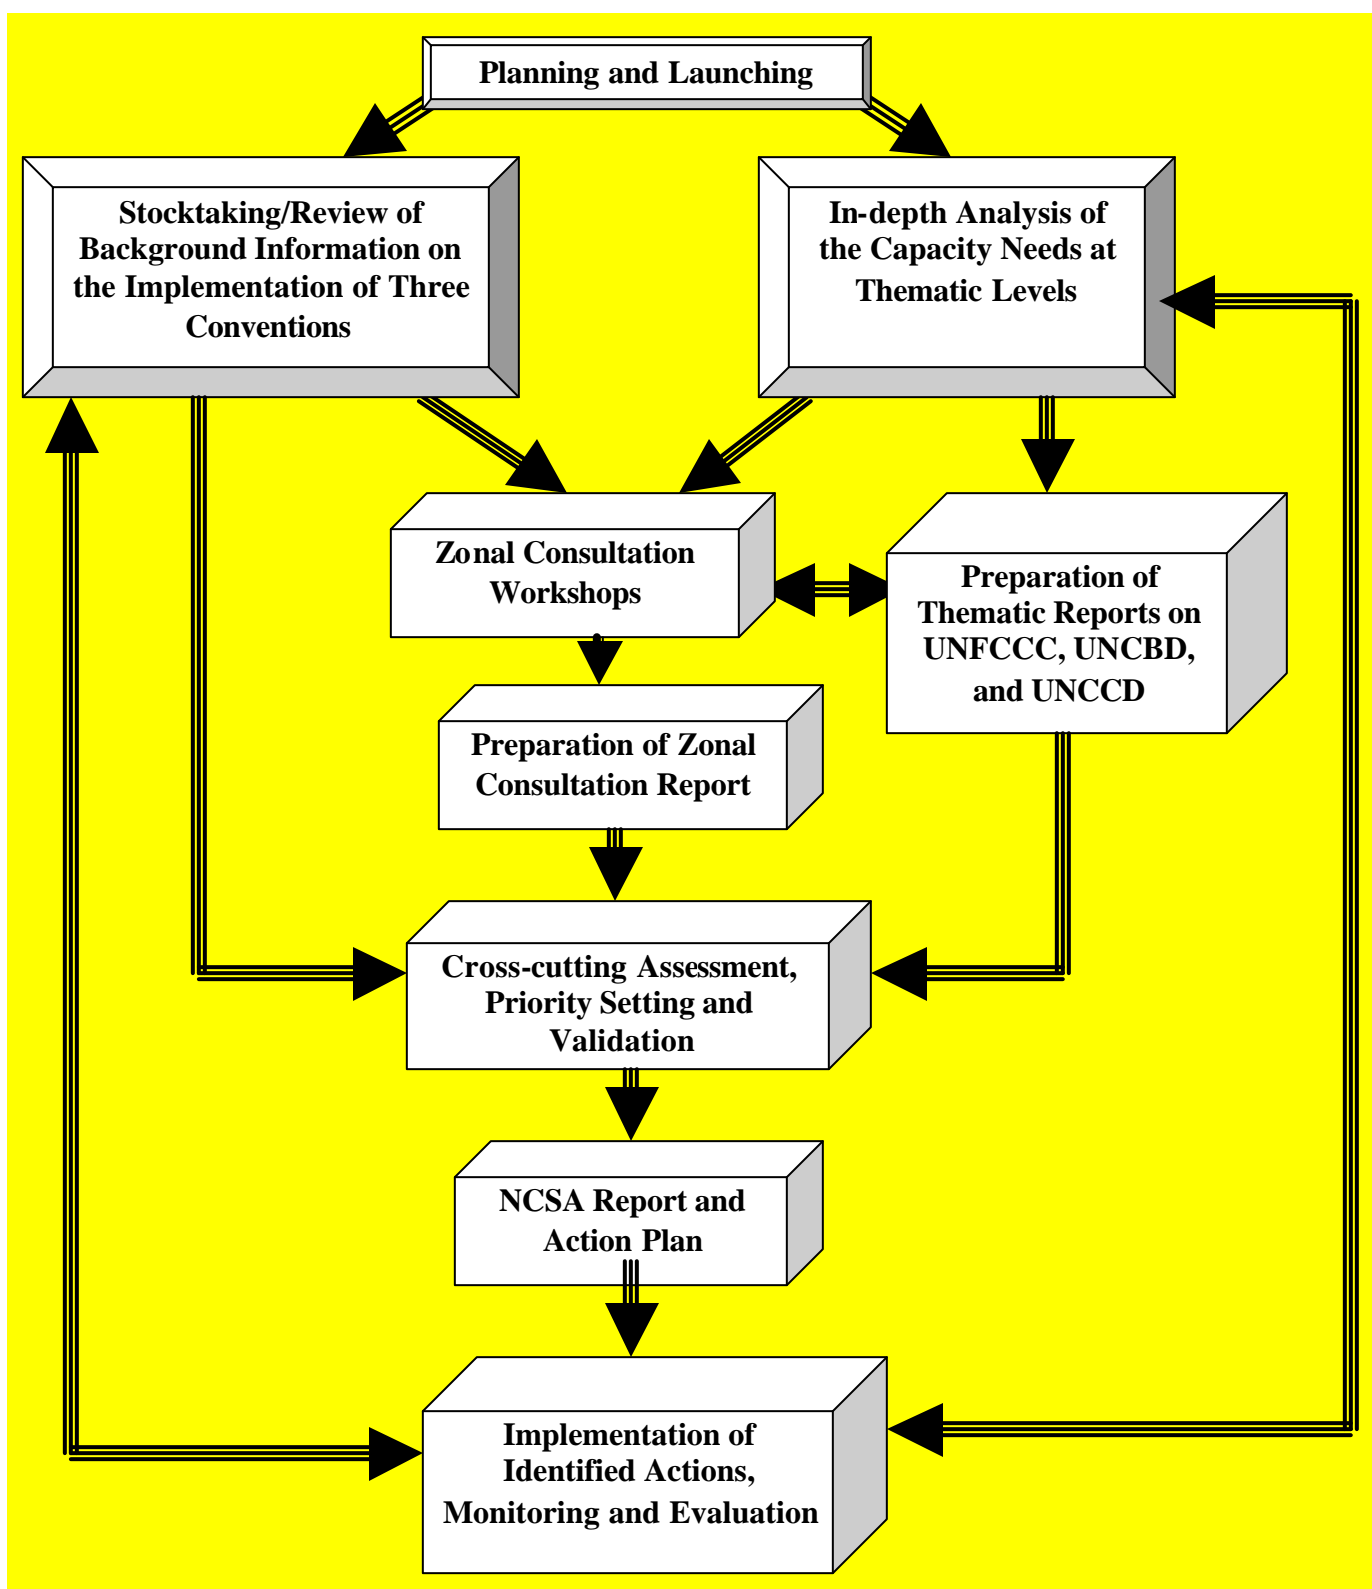 Planning and Launching
Stocktaking/Review of
Background Information on
the Implementation of Three
Conventions
In-depth Analysis of
the Capacity Needs at
Thematic Levels
Zonal Consultation
Workshops
Preparation of
Thematic Reports on
UNFCCC, UNCBD,
and UNCCD
Preparation of Zonal
Consultation Report
Cross-cutting Assessment,
Priority Setting and
Validation
NCSA Report and
Action Plan
Implementation of
Identified Actions,
Monitoring and Evaluation